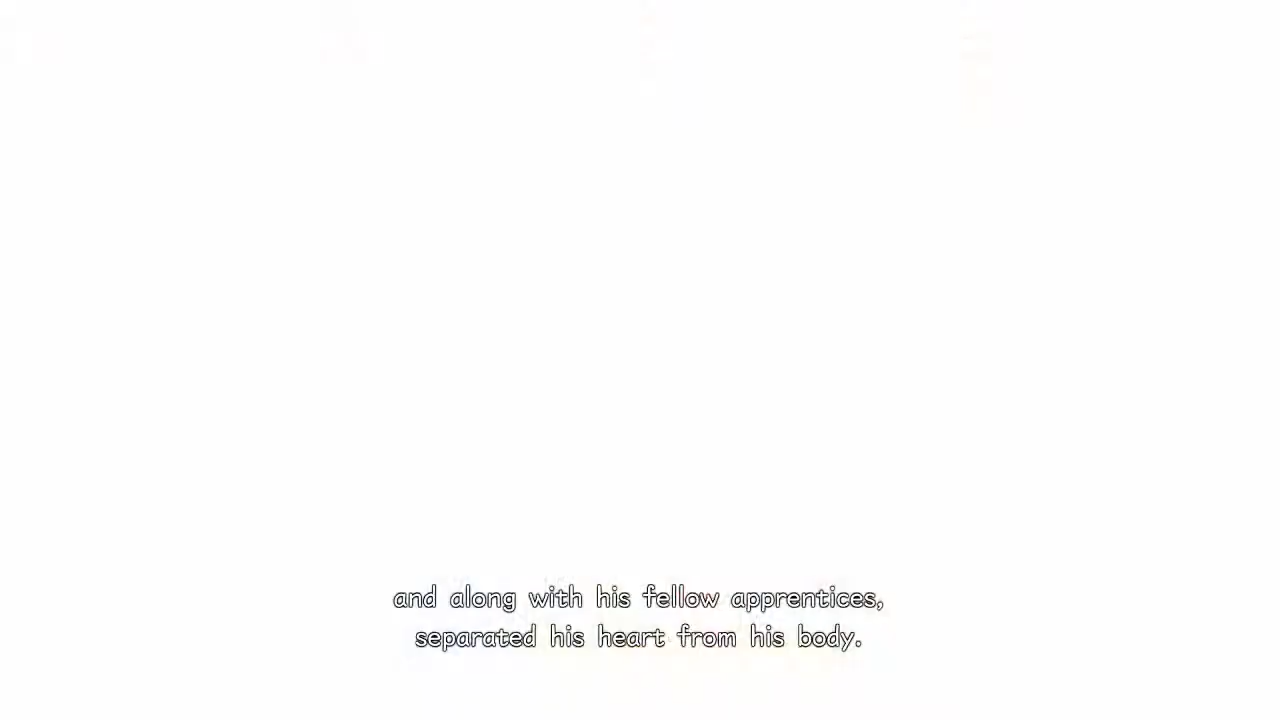 and along with his fellow apprentices,
separated his heart from his body.